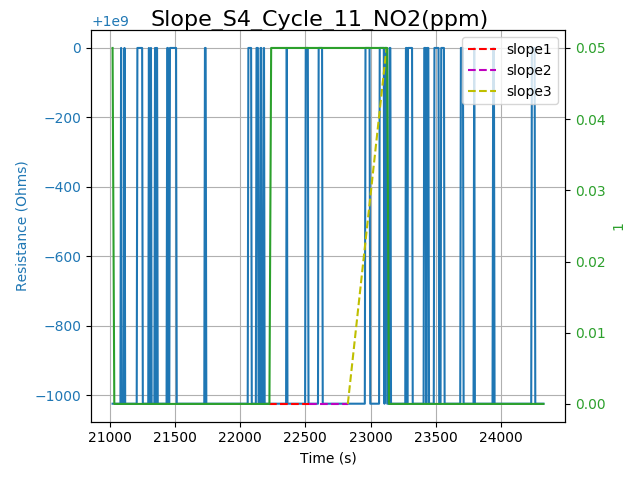 Slope_S4_Cycle_11_NO2(ppm)
+1e9
slope1
slope2
slope3
0
−200
−400
−600
−800
−1000
Resistance (Ohms)
0.05
0.04
0.03
0.02
0.01
0.00
1
21000 21500 22000 22500 23000 23500 24000
Time (s)